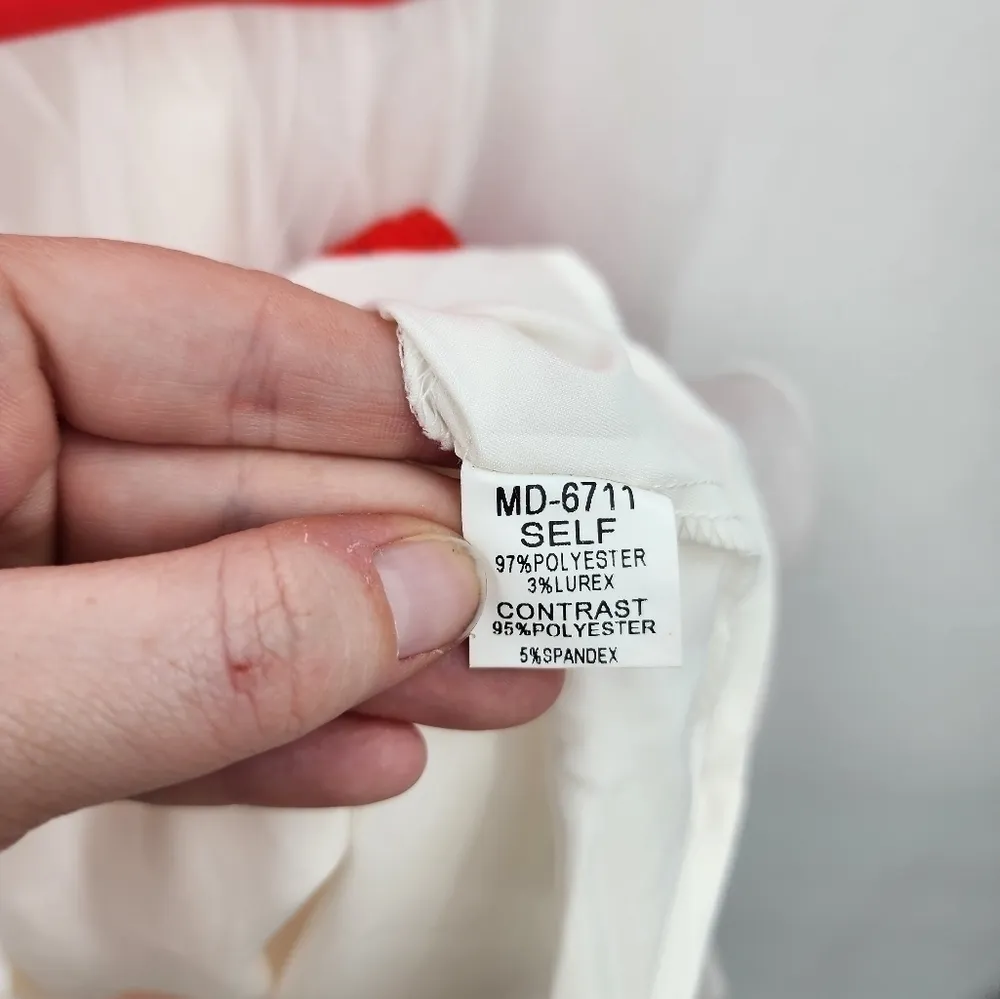 MD-6711
SELF
97%POLYESTER
3%LUREX
CONTRAST
95%POLYESTER
5%SPANDEX